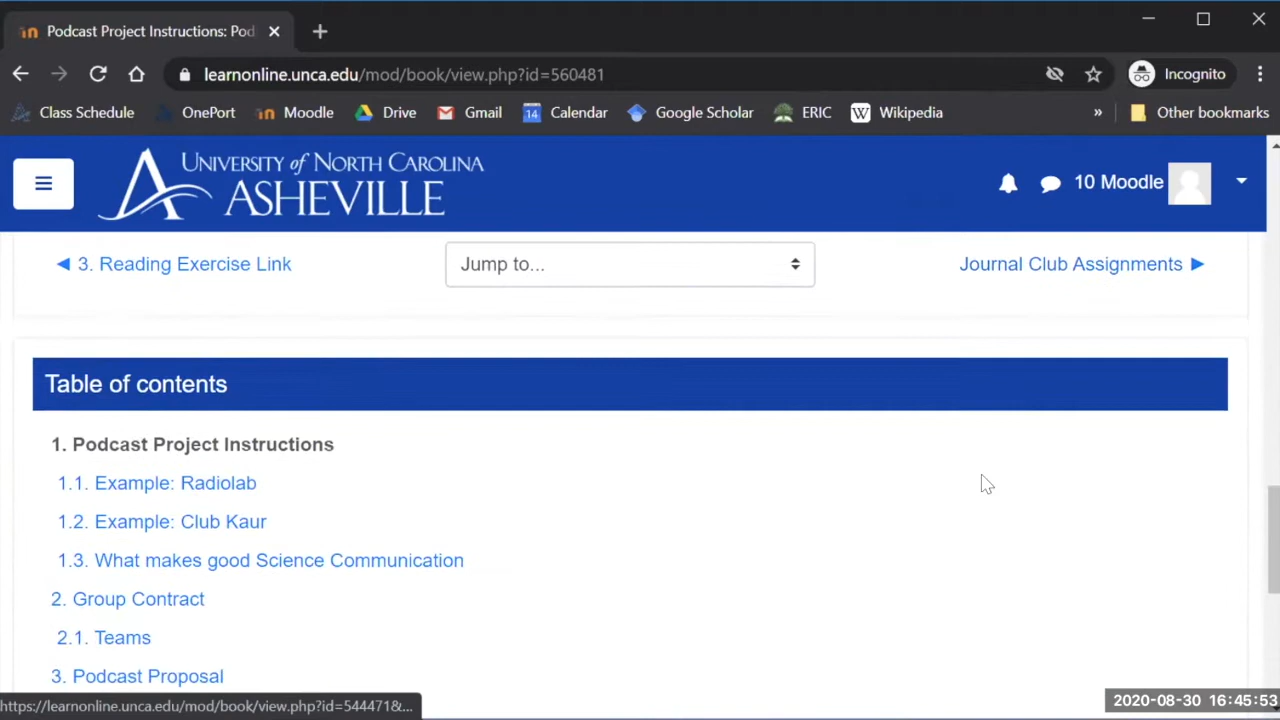 Podcast Project Instructions: Pod
learnonline.unca.edu/mod/book/view.php?id=560481
Incognito
Class Schedule
OnePort
Moodle
Drive
Gmail
14
Calendar
Google Scholar
ERIC
W
Wikipedia
»
Other bookmarks
UNIVERSITY of NORTH CAROLINA
ASHEVILLE
10 Moodle
◀ 3. Reading Exercise Link
Jump to...
Journal Club Assignments ▶
Table of contents
1. Podcast Project Instructions
1.1. Example: Radiolab
1.2. Example: Club Kaur
1.3. What makes good Science Communication
2. Group Contract
2.1. Teams
3. Podcast Proposal
https://learnonline.unca.edu/mod/book/view.php?id=544471&...
2020-08-30 16:45:53